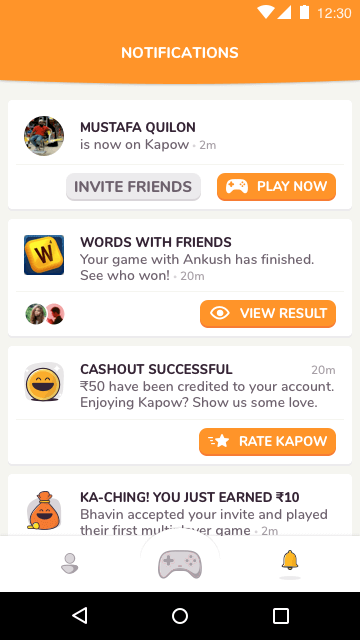 12:30
NOTIFICATIONS
MUSTAFA QUILON
is now on Kapow · 2m
INVITE FRIENDS
PLAY NOW
W
WORDS WITH FRIENDS
Your game with Ankush has finished.
See who won! · 20m
VIEW RESULT
CASHOUT SUCCESSFUL 20m
₹50 have been credited to your account.
Enjoying Kapow? Show us some love.
RATE KAPOW
KA-CHING! YOU JUST EARNED ₹10
Bhavin accepted your invite and played
their first multiplayer game · 2m